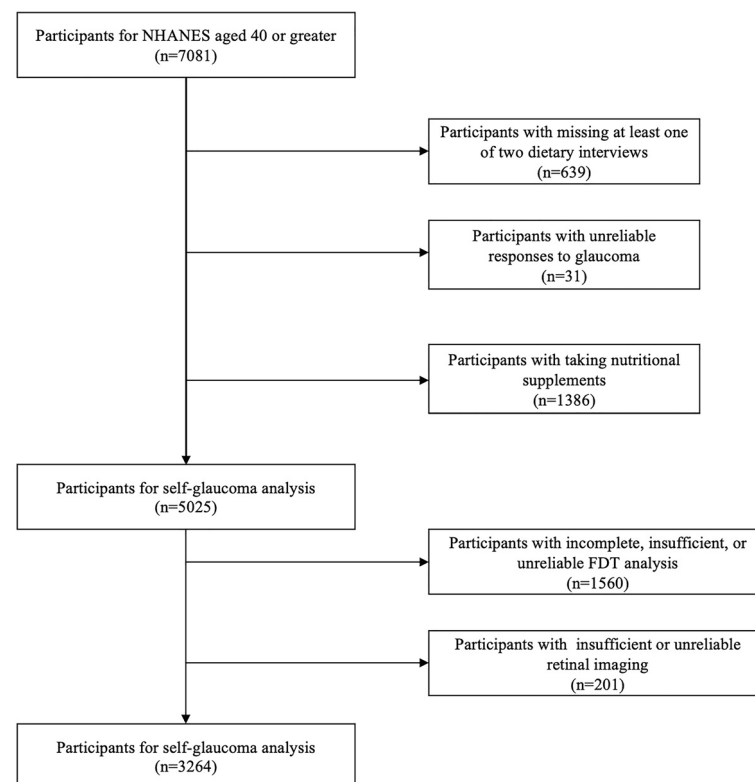 Participants for NHANES aged 40 or greater
(n=7081)
Participants with missing at least one
of two dietary interviews
(n=639)
Participants with unreliable
responses to glaucoma
(n=31)
Participants with taking nutritional
supplements
(n=1386)
Participants for self-glaucoma analysis
(n=5025)
Participants with incomplete, insufficient, or
unreliable FDT analysis
(n=1560)
Participants with  insufficient or unreliable
retinal imaging
(n=201)
Participants for self-glaucoma analysis
(n=3264)